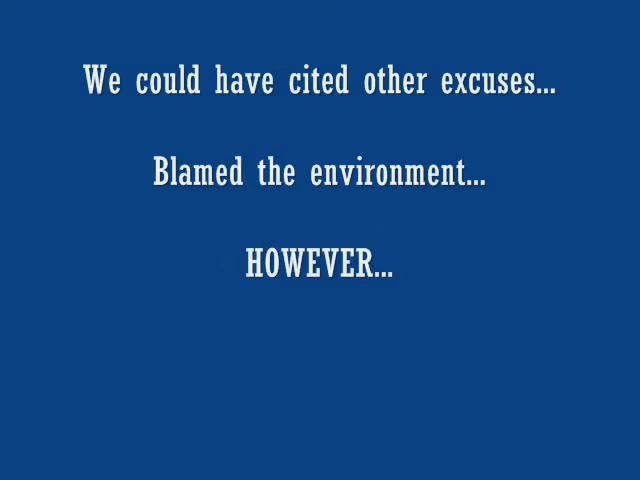 We could have cited other excuses...
Blamed the environment...
HOWEVER...